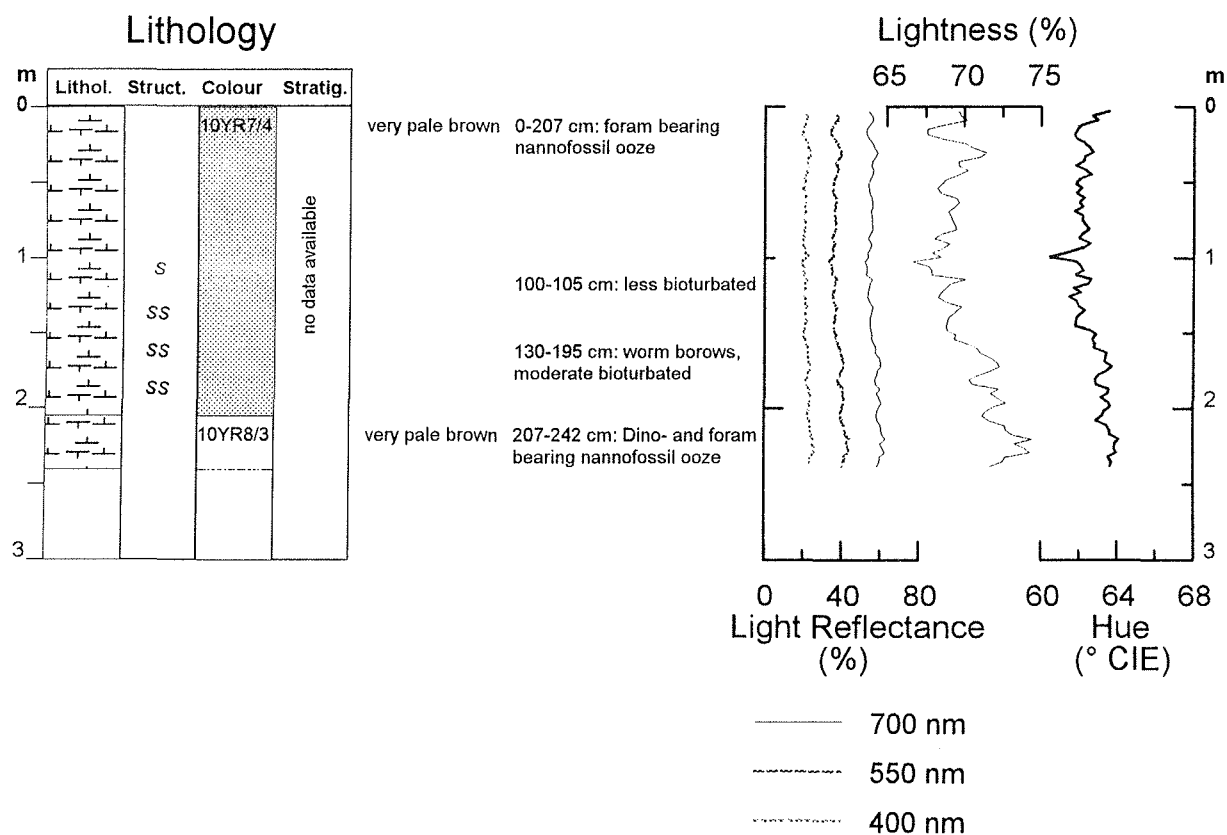 Lithology
Lightness (%)
65 70 75
m
Lithol. Struct. Colour Stratig.
m
0
0
10YR7/4
very pale brown
0-207 cm: foram bearing
nannofossil ooze
no data available
1
1
S
100-105 cm: less bioturbated
SS
SS
130-195 cm: worm borows,
moderate bioturbated
SS
2
2
10YR8/3
very pale brown
207-242 cm: Dino- and foram
bearing nannofossil ooze
3
3
0 40 80
60 64 68
Light Reflectance
(%)
Hue
(° CIE)
700 nm
550 nm
400 nm